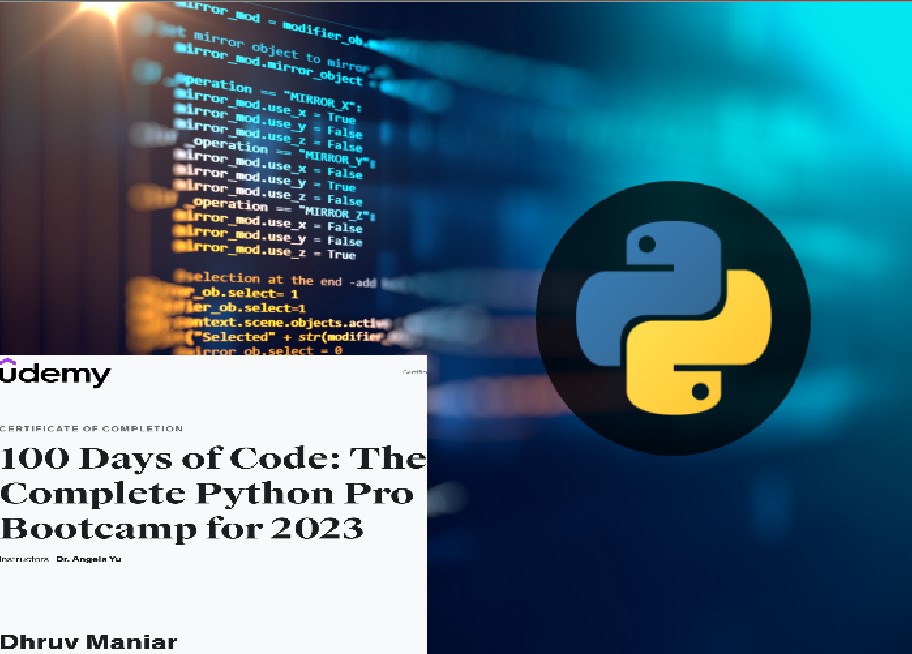 mirror_mod = modifier_ob.
mirror object to mirror
mirror_mod.mirror_object
operation == "MIRROR_X":
mirror_mod.use_x = True
mirror_mod.use_y = False
mirror_mod.use_z = False
_operation == "MIRROR_Y":
mirror_mod.use_x = False
mirror_mod.use_y = True
mirror_mod.use_z = False
_operation == "MIRROR_Z":
mirror_mod.use_x = False
mirror_mod.use_y = False
mirror_mod.use_z = True
selection at the end -add
_ob.select= 1
er_ob.select=1
ntext.scene.objects.activ
("Selected" + str(modifier_
mirror_ob.select = 0
ûdemy
CERTIFICATE OF COMPLETION
100 Days of Code: The
Complete Python Pro
Bootcamp for 2023
Instructors Dr. Angela Yu
Dhruv Maniar